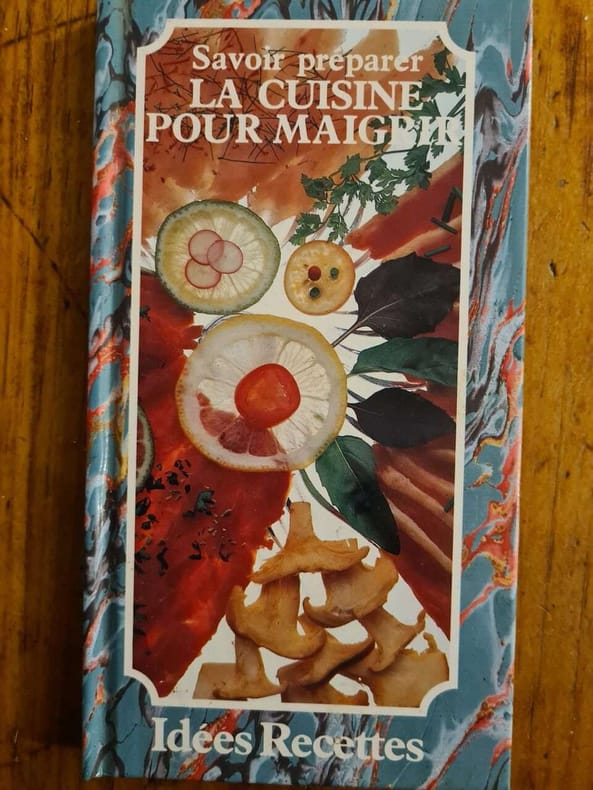 Savoir préparer
LA CUISINE
POUR MAIGRIR
Idées Recettes